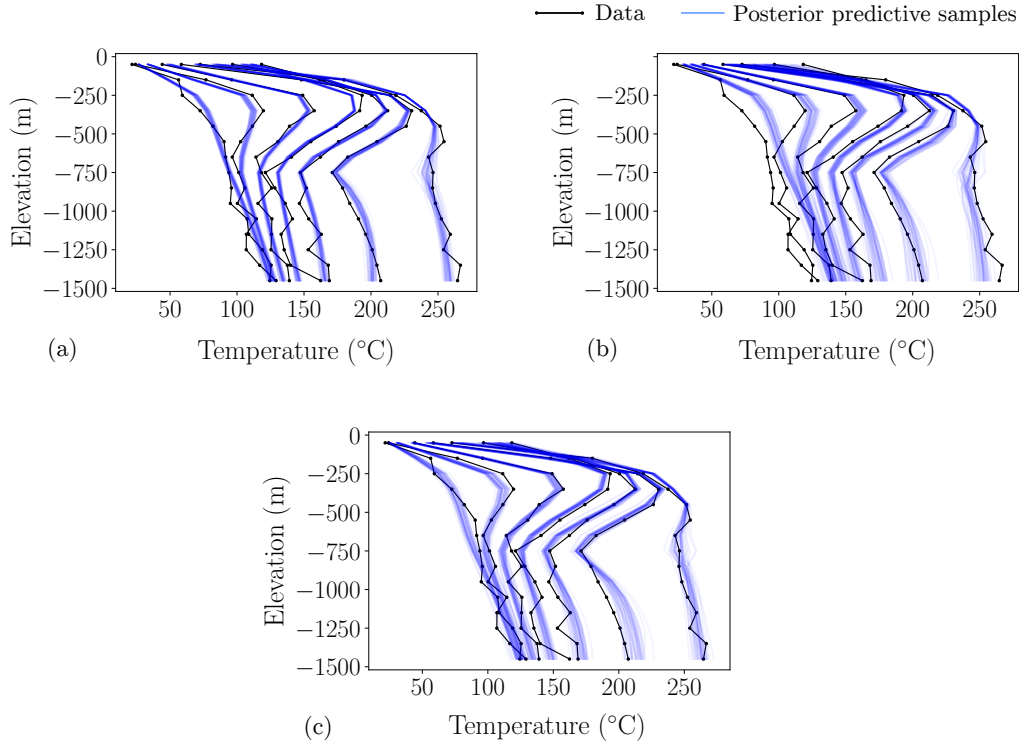 Data Posterior predictive samples
0 0
−250 −250
−500 −500
−750 −750
−1000 −1000
−1250 −1250
−1500 −1500
Elevation (m) Elevation (m)
50 100 150 200 250 50 100 150 200 250
(a) Temperature (°C) (b) Temperature (°C)
0
−250
−500
−750
−1000
−1250
−1500
Elevation (m)
50 100 150 200 250
(c) Temperature (°C)